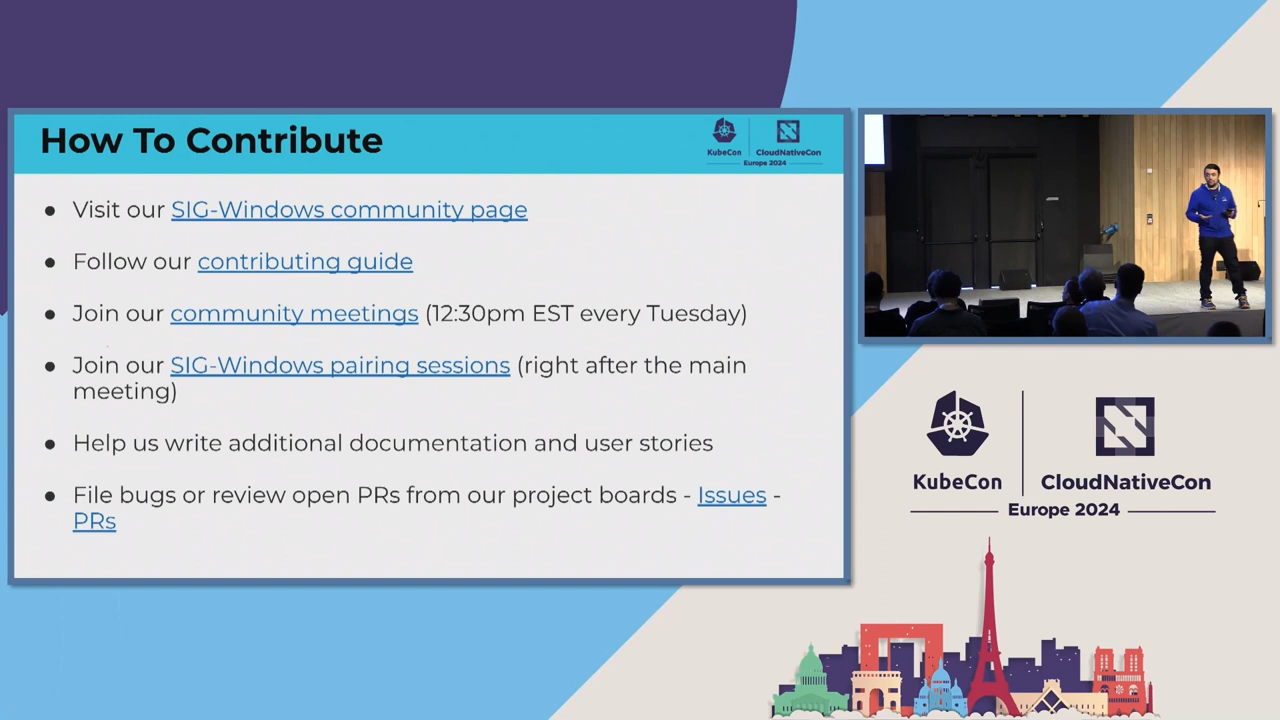 How To Contribute
KubeCon
CloudNativeCon
Europe 2024
● Visit our SIG-Windows community page
● Follow our contributing guide
● Join our community meetings (12:30pm EST every Tuesday)
● Join our SIG-Windows pairing sessions (right after the main
meeting)
● Help us write additional documentation and user stories
● File bugs or review open PRs from our project boards - Issues -
PRs
KubeCon
CloudNativeCon
Europe 2024